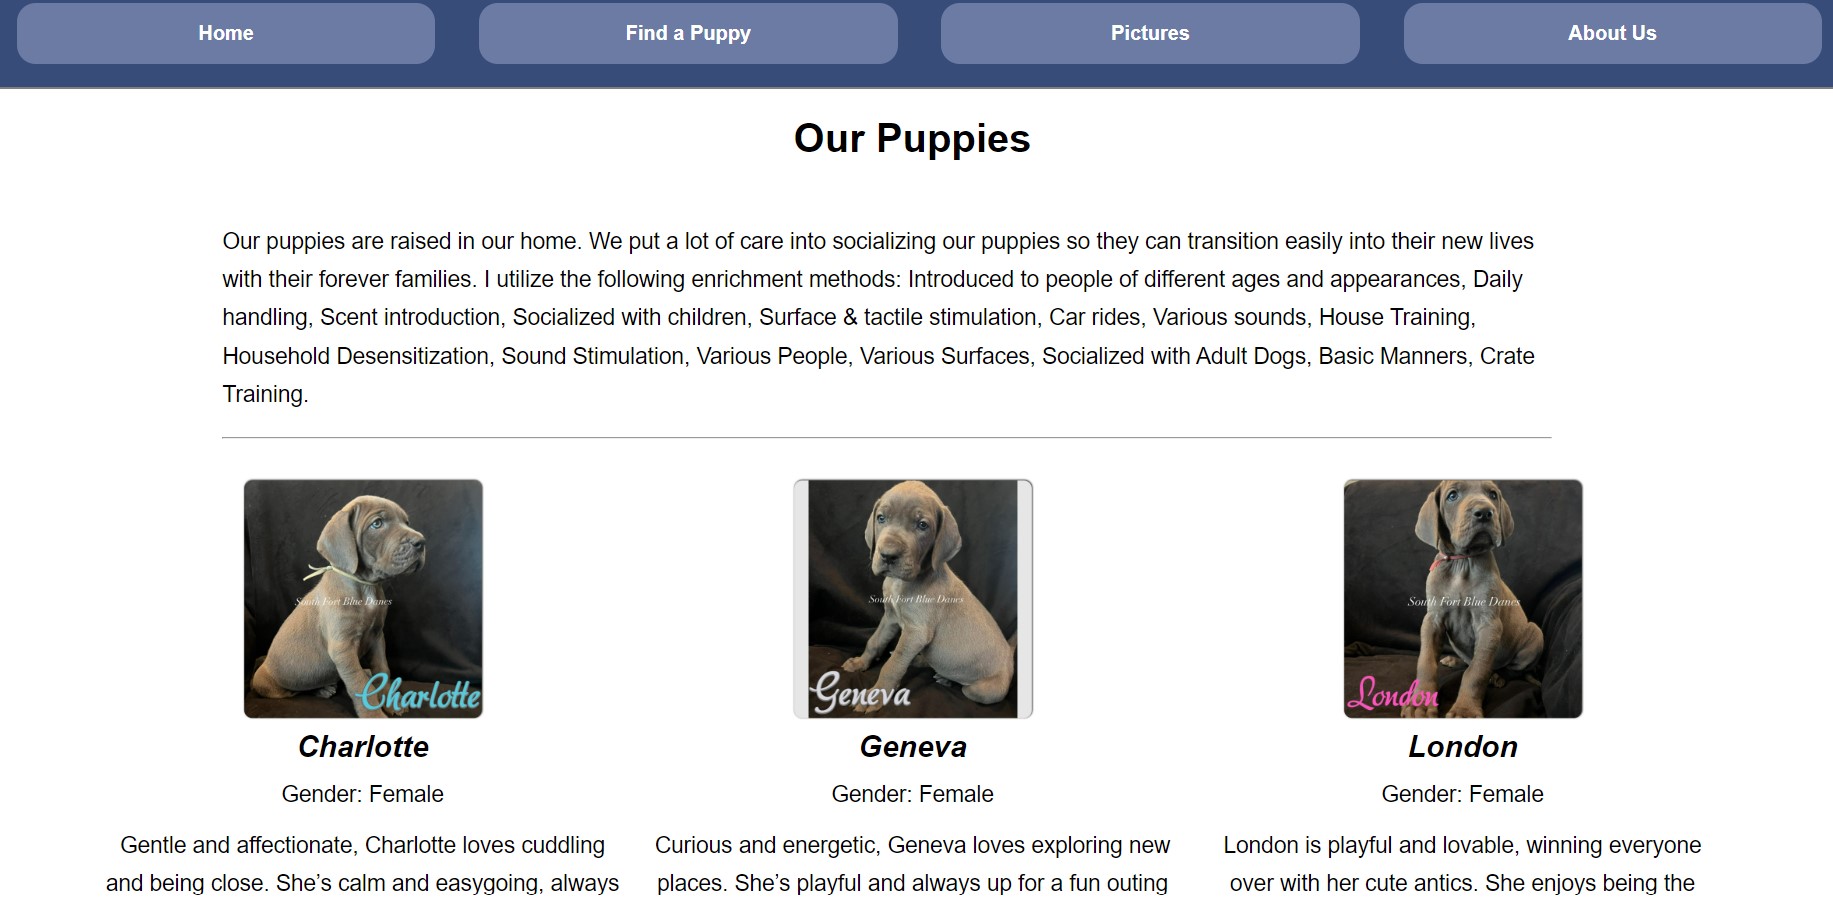 Home
Find a Puppy
Pictures
About Us
Our Puppies
Our puppies are raised in our home. We put a lot of care into socializing our puppies so they can transition easily into their new lives
with their forever families. I utilize the following enrichment methods: Introduced to people of different ages and appearances, Daily
handling, Scent introduction, Socialized with children, Surface & tactile stimulation, Car rides, Various sounds, House Training,
Household Desensitization, Sound Stimulation, Various People, Various Surfaces, Socialized with Adult Dogs, Basic Manners, Crate
Training.
South Fort Blue Danes
Charlotte
Charlotte
Gender: Female
Gentle and affectionate, Charlotte loves cuddling
and being close. She’s calm and easygoing, always
South Fort Blue Danes
Geneva
Geneva
Gender: Female
Curious and energetic, Geneva loves exploring new
places. She’s playful and always up for a fun outing
South Fort Blue Danes
London
London
Gender: Female
London is playful and lovable, winning everyone
over with her cute antics. She enjoys being the